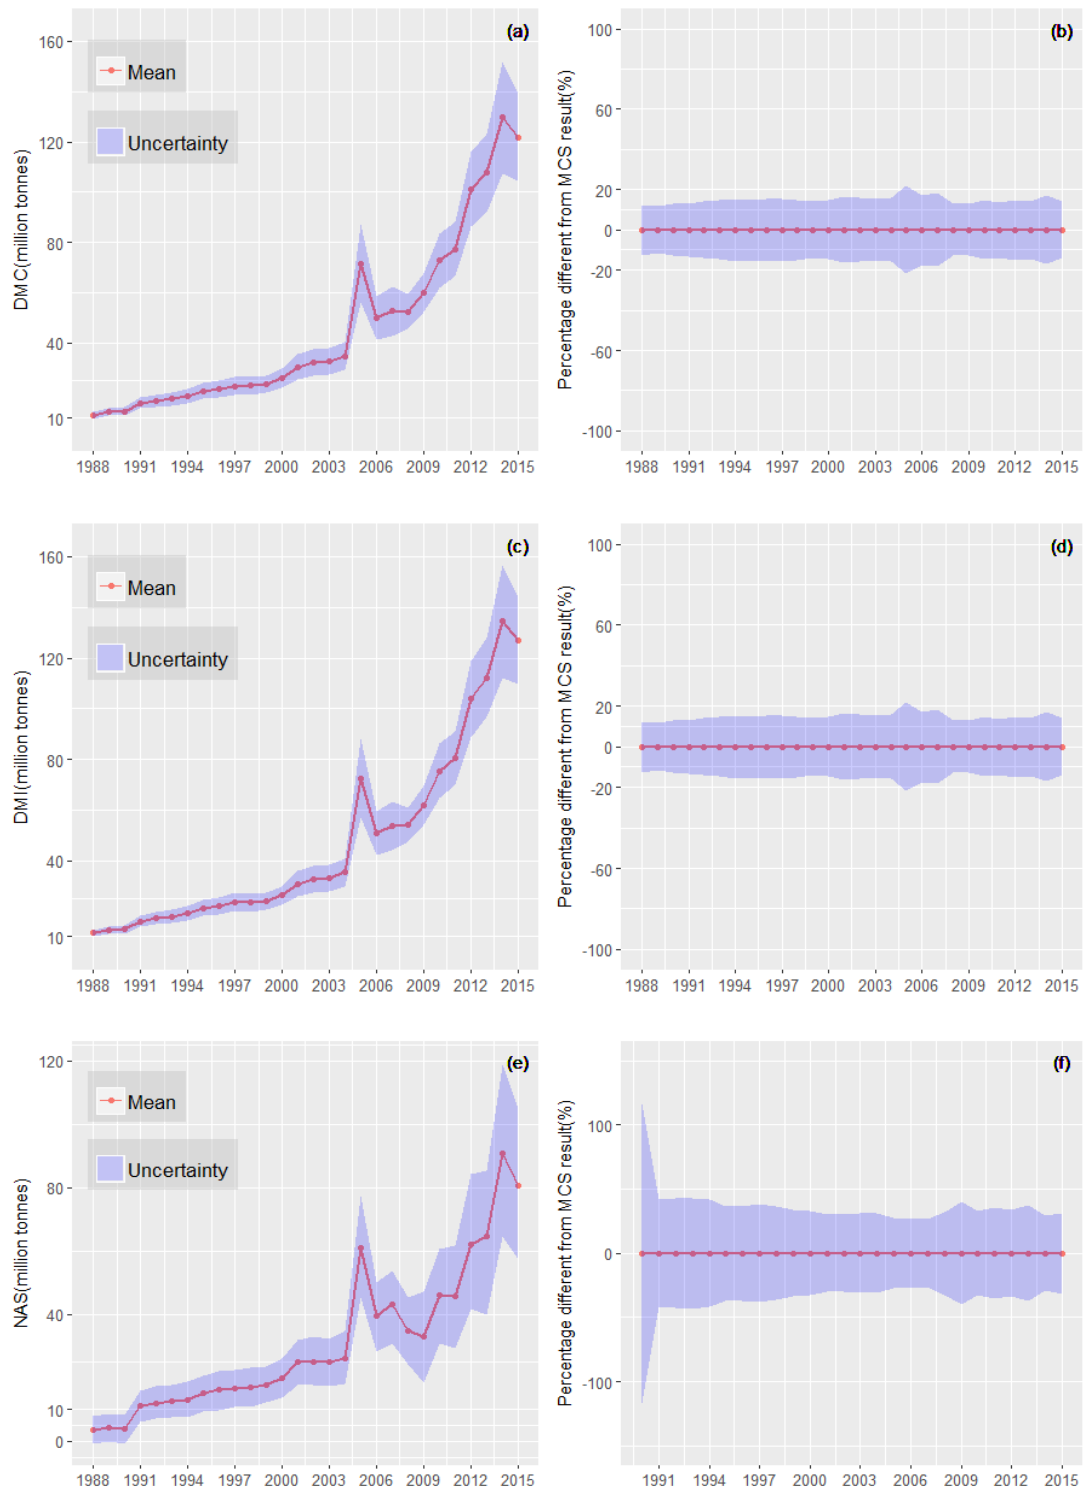 (a)
DMC(million tonnes)
160
120
80
40
10
Mean
Uncertainty
1988 1991 1994 1997 2000 2003 2006 2009 2012 2015
(b)
Percentage different from MCS result(%)
100
60
20
0
-20
-60
-100
1988 1991 1994 1997 2000 2003 2006 2009 2012 2015
(c)
DMI(million tonnes)
160
120
80
40
10
Mean
Uncertainty
1988 1991 1994 1997 2000 2003 2006 2009 2012 2015
(d)
Percentage different from MCS result(%)
100
60
20
0
-20
-60
-100
1988 1991 1994 1997 2000 2003 2006 2009 2012 2015
(e)
NAS(million tonnes)
120
80
40
10
0
Mean
Uncertainty
1988 1991 1994 1997 2000 2003 2006 2009 2012 2015
(f)
Percentage different from MCS result(%)
100
0
-100
1991 1994 1997 2000 2003 2006 2009 2012 2015